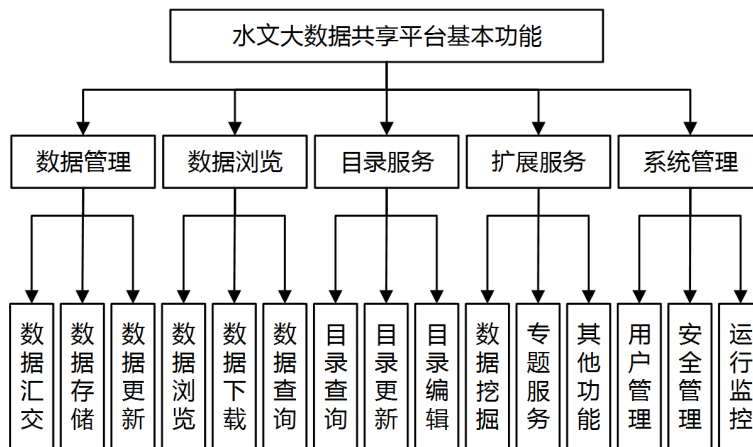 水文大数据共享平台基本功能
数据管理
数据浏览
目录服务
扩展服务
系统管理
数据汇交
数据存储
数据更新
数据浏览
数据下载
数据查询
目录查询
目录更新
目录编辑
数据挖掘
专题服务
其他功能
用户管理
安全管理
运行监控